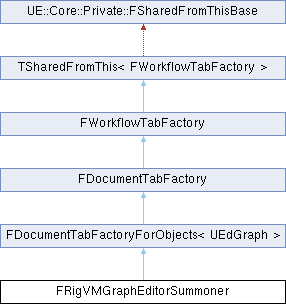 UE::Core::Private::FSharedFromThisBase
TSharedFromThis< FWorkflowTabFactory >
FWorkflowTabFactory
FDocumentTabFactory
FDocumentTabFactoryForObjects< UEdGraph >
FRigVMGraphEditorSummoner